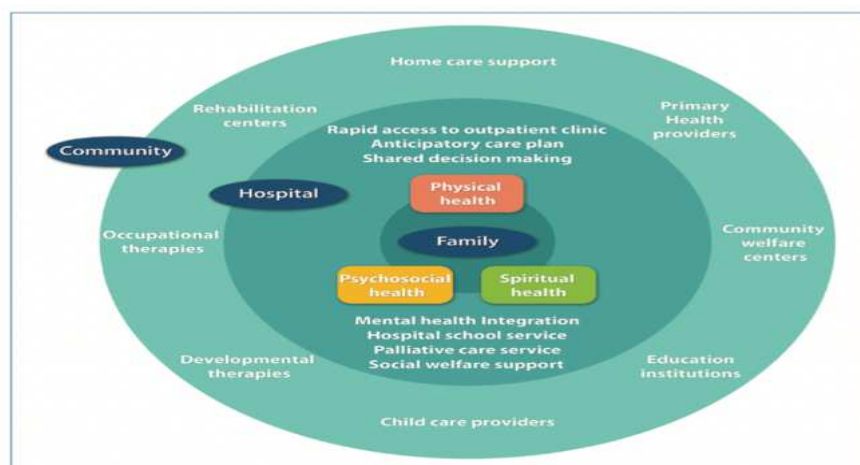 Home care support
Rehabilitation
centers
Primary
Health
providers
Rapid access to outpatient clinic
Anticipatory care plan
Shared decision making
Community
Hospital
Physical
health
Family
Occupational
therapies
Community
welfare
centers
Psychosocial
health
Spiritual
health
Mental health Integration
Hospital school service
Palliative care service
Social welfare support
Developmental
therapies
Education
institutions
Child care providers